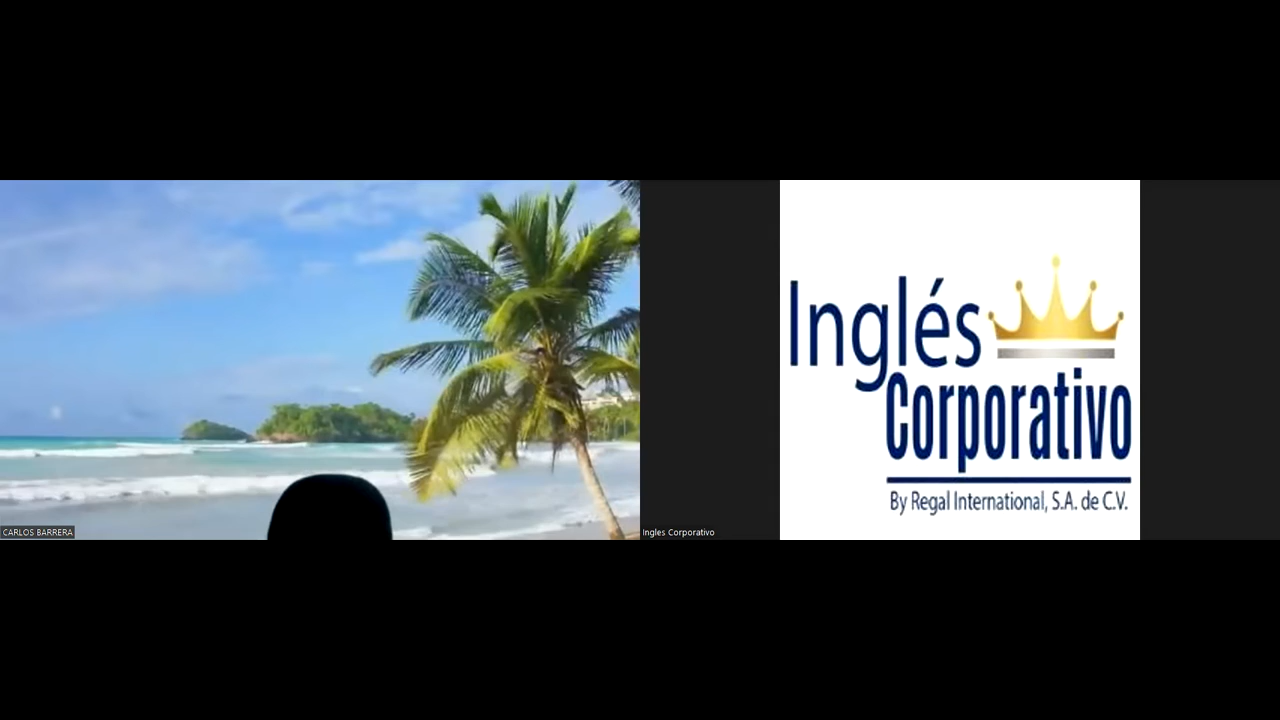 Inglés
Corporativo
By Regal International, S.A. de C.V.
CARLOS BARRERA
Ingles Corporativo